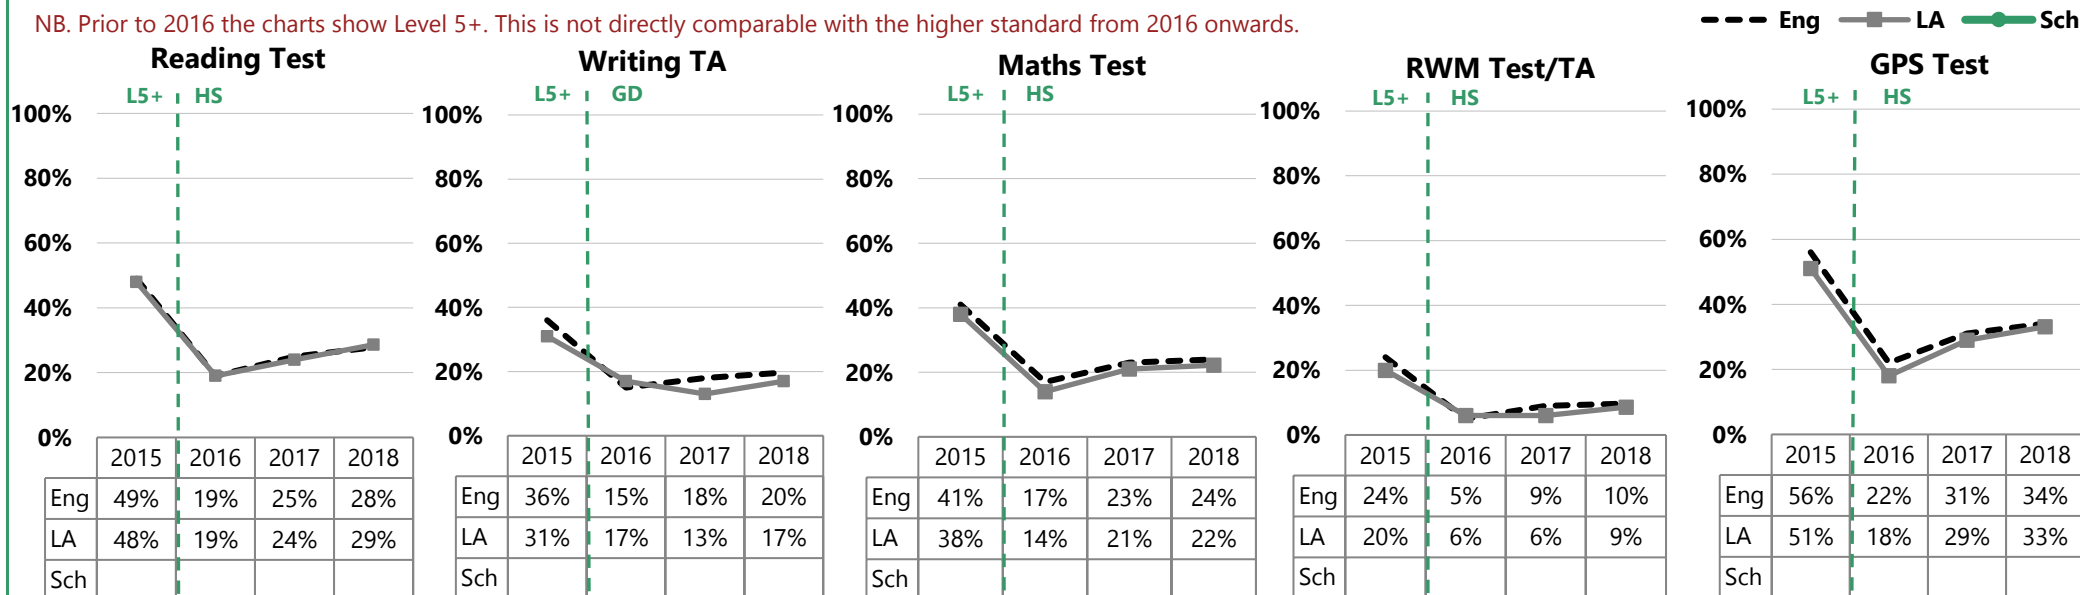 NB. Prior to 2016 the charts show Level 5+. This is not directly comparable with the higher standard from 2016 onwards.
Eng LA Sch
Reading Test
L5+ HS
100%
80%
60%
40%
20%
0%
2015 2016 2017 2018
Eng 49% 19% 25% 28%
LA 48% 19% 24% 29%
Sch
Writing TA
L5+ GD
100%
80%
60%
40%
20%
0%
2015 2016 2017 2018
Eng 36% 15% 18% 20%
LA 31% 17% 13% 17%
Sch
Maths Test
L5+ HS
100%
80%
60%
40%
20%
0%
2015 2016 2017 2018
Eng 41% 17% 23% 24%
LA 38% 14% 21% 22%
Sch
RWM Test/TA
L5+ HS
100%
80%
60%
40%
20%
0%
2015 2016 2017 2018
Eng 24% 5% 9% 10%
LA 20% 6% 6% 9%
Sch
GPS Test
L5+ HS
100%
80%
60%
40%
20%
0%
2015 2016 2017 2018
Eng 56% 22% 31% 34%
LA 51% 18% 29% 33%
Sch